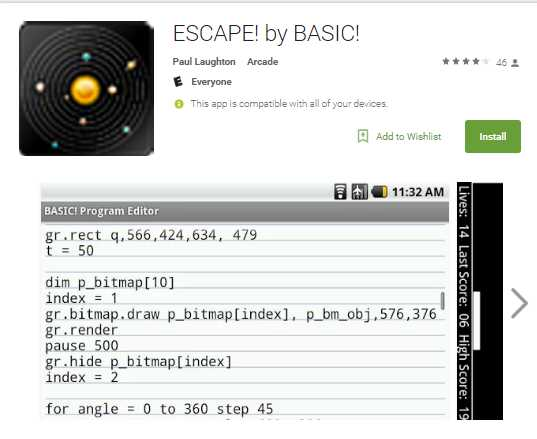 ESCAPE! by BASIC!
Paul Laughton Arcade
46
E Everyone
This app is compatible with all of your devices.
Add to Wishlist
Install
11:32 AM
BASIC! Program Editor
gr.rect q,566,424,634, 479
t = 50
dim p_bitmap[10]
index = 1
gr.bitmap.draw p_bitmap[index], p_bm_obj,576,376
gr.render
pause 500
gr.hide p_bitmap[index]
index = 2
for angle = 0 to 360 step 45
Lives: 14 Last Score: 06 High Score: 19